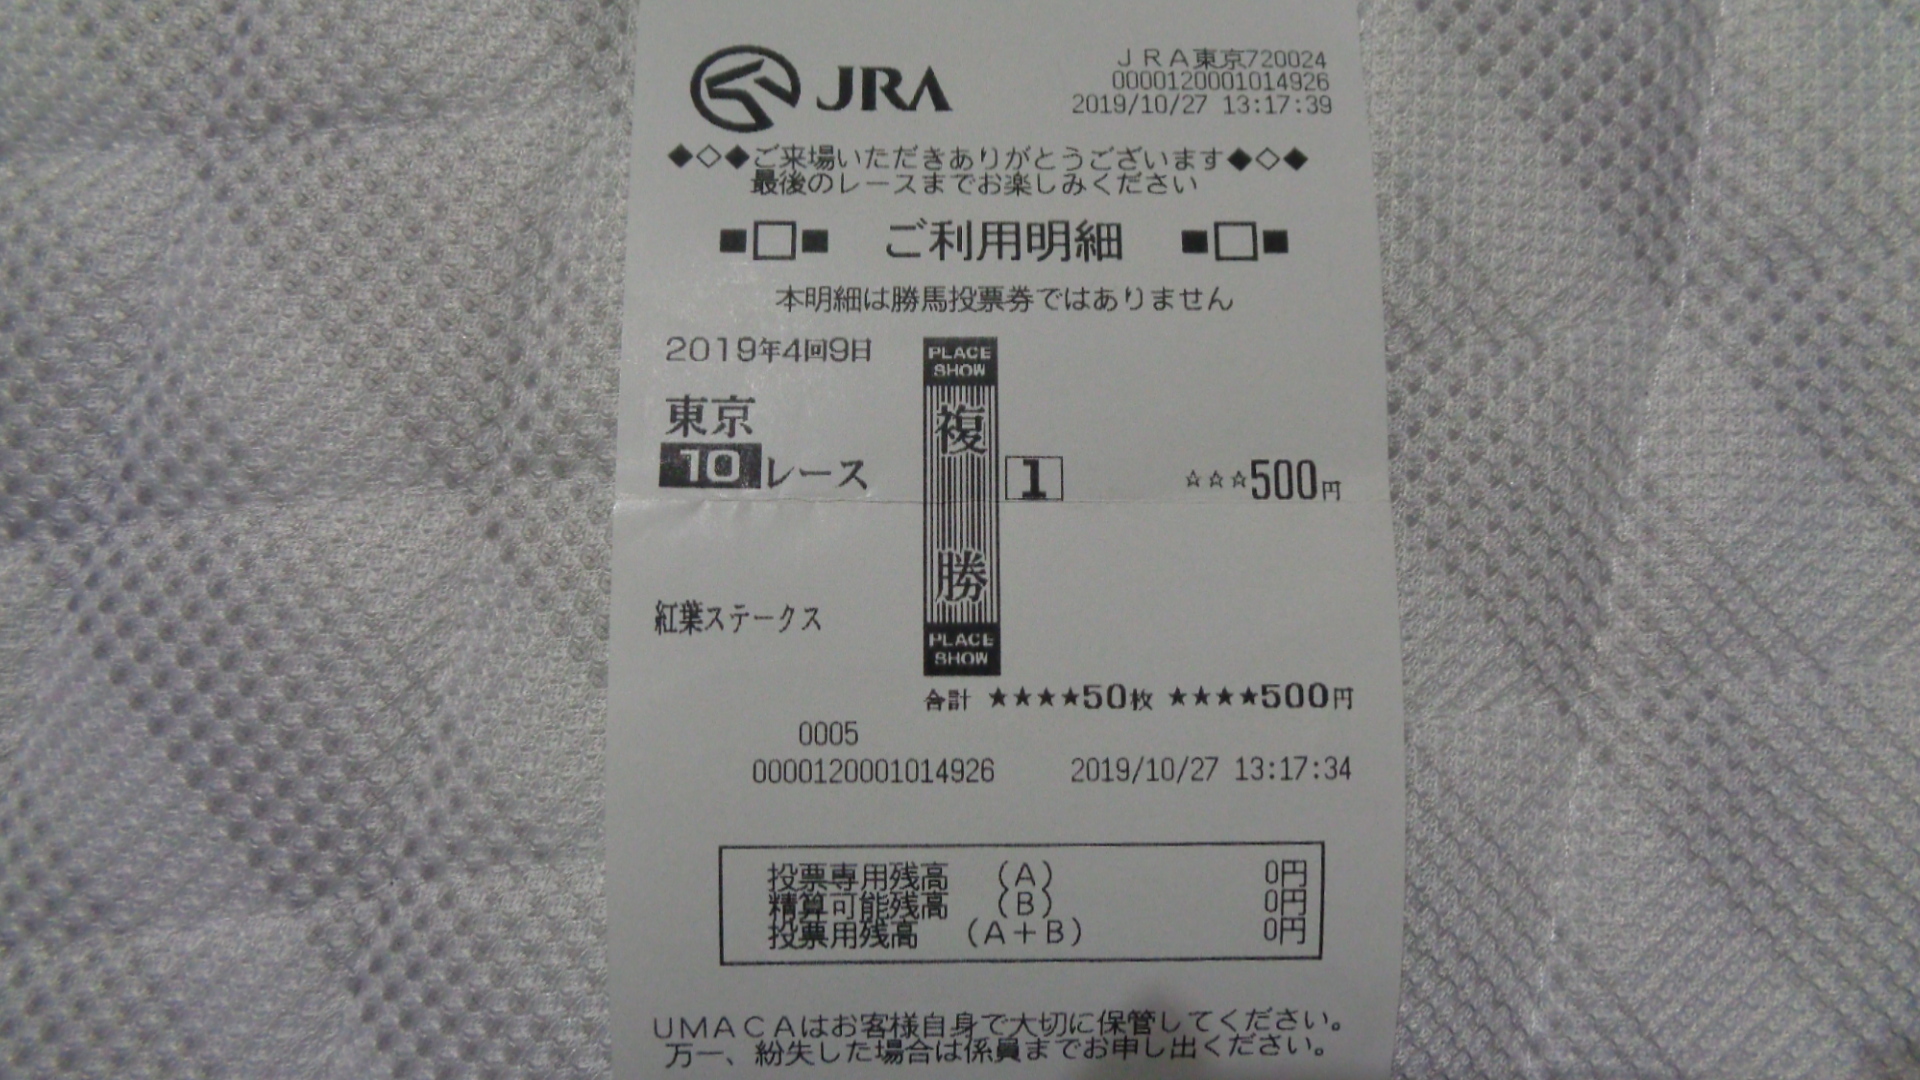 JRA
ＪＲＡ東京720024
0000120001014926
2019/10/27 13:17:39
◆◇◆ご来場いただきありがとうございます◆◇◆
最後のレースまでお楽しみください
■□■ ご利用明細 ■□■
本明細は勝馬投票券ではありません
2019年4回9日
東京
10レース
PLACE
SHOW
複勝
PLACE
SHOW
1 ☆☆☆500円
紅葉ステークス
合計 ★★★★50枚 ★★★★500円
0005
0000120001014926 2019/10/27 13:17:34
投票専用残高 （Ａ） 0円
精算可能残高 （Ｂ） 0円
投票用残高 （Ａ＋Ｂ） 0円
ＵＭＡＣＡはお客様自身で大切に保管してください。
万一、紛失した場合は係員までお申し出ください。